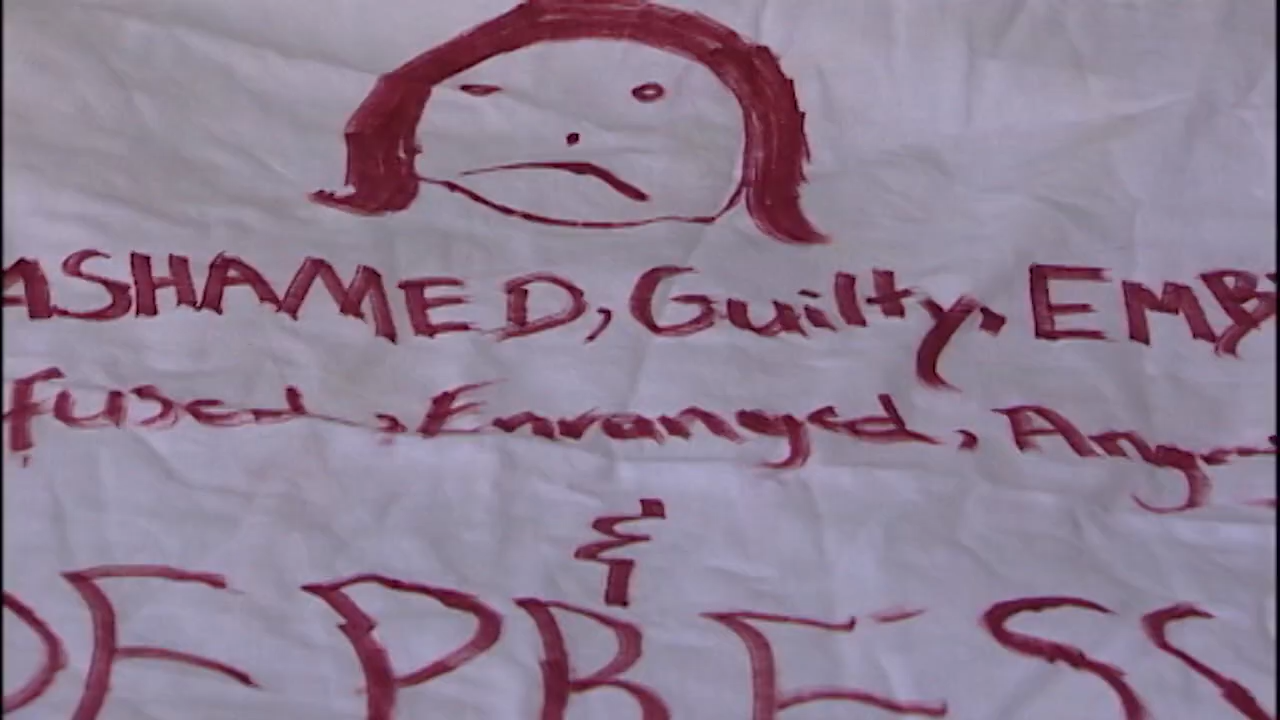 ASHAMED, Guilty, EMB
fused, Enranged, Ang
&
DEPRESS